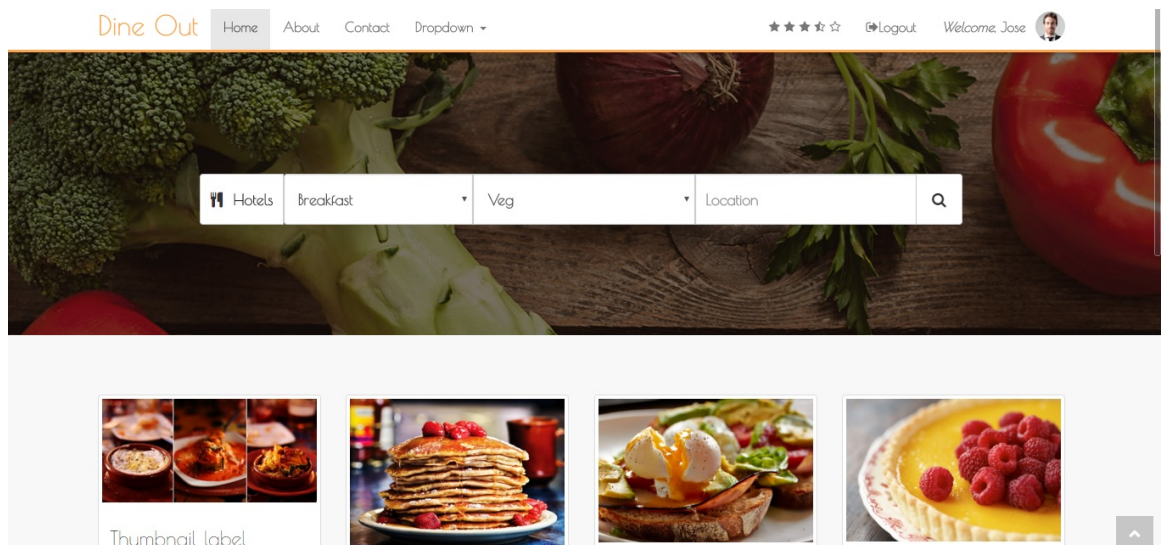 Dine Out Home About Contact Dropdown Logout Welcome, Jose
Hotels Breakfast Veg Location
Thumbnail label